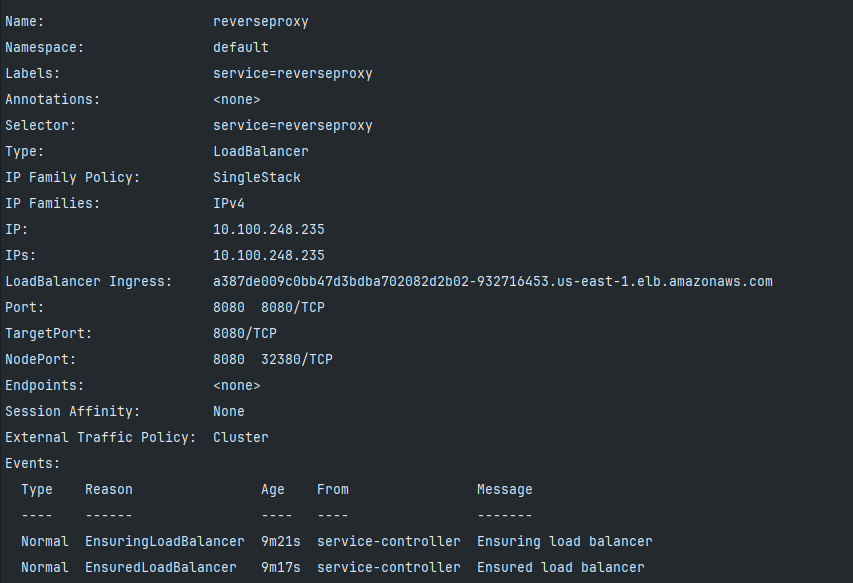 Name:                     reverseproxy
Namespace:                default
Labels:                   service=reverseproxy
Annotations:              <none>
Selector:                 service=reverseproxy
Type:                     LoadBalancer
IP Family Policy:         SingleStack
IP Families:              IPv4
IP:                       10.100.248.235
IPs:                      10.100.248.235
LoadBalancer Ingress:     a387de009c0bb47d3bdba702082d2b02-932716453.us-east-1.elb.amazonaws.com
Port:                     8080  8080/TCP
TargetPort:               8080/TCP
NodePort:                 8080  32380/TCP
Endpoints:                <none>
Session Affinity:         None
External Traffic Policy:  Cluster
Events:
  Type    Reason                Age    From                Message
  ----    ------                ----   ----                -------
  Normal  EnsuringLoadBalancer  9m21s  service-controller  Ensuring load balancer
  Normal  EnsuredLoadBalancer   9m17s  service-controller  Ensured load balancer